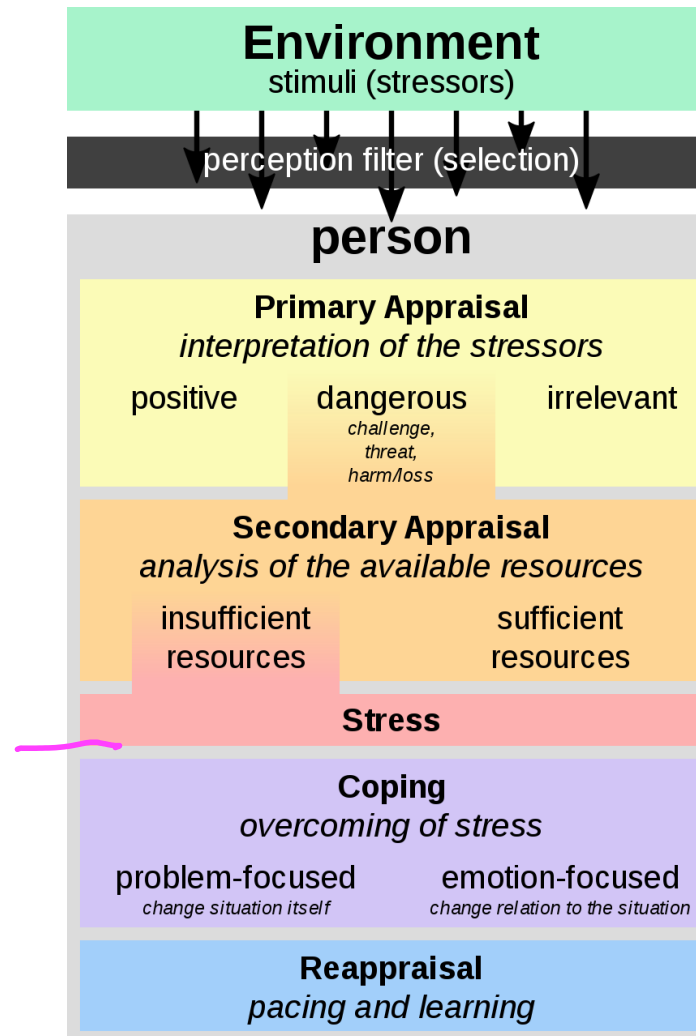 Environment
stimuli (stressors)
perception filter (selection)
person
Primary Appraisal
interpretation of the stressors
positive
dangerous
irrelevant
challenge,
threat,
harm/loss
Secondary Appraisal
analysis of the available resources
insufficient
resources
sufficient
resources
Stress
Coping
overcoming of stress
problem-focused
change situation itself
emotion-focused
change relation to the situation
Reappraisal
pacing and learning